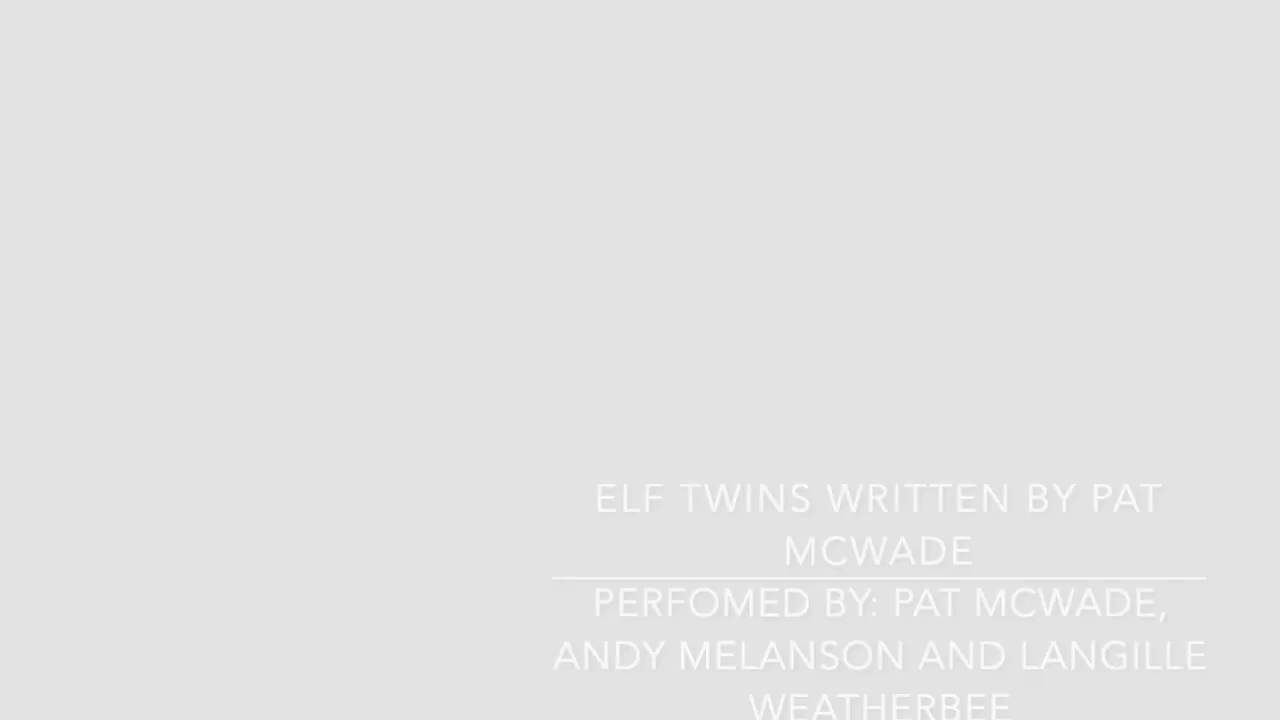 ELF TWINS WRITTEN BY PAT
MCWADE
PERFOMED BY: PAT MCWADE,
ANDY MELANSON AND LANGILLE
WEATHERBEE